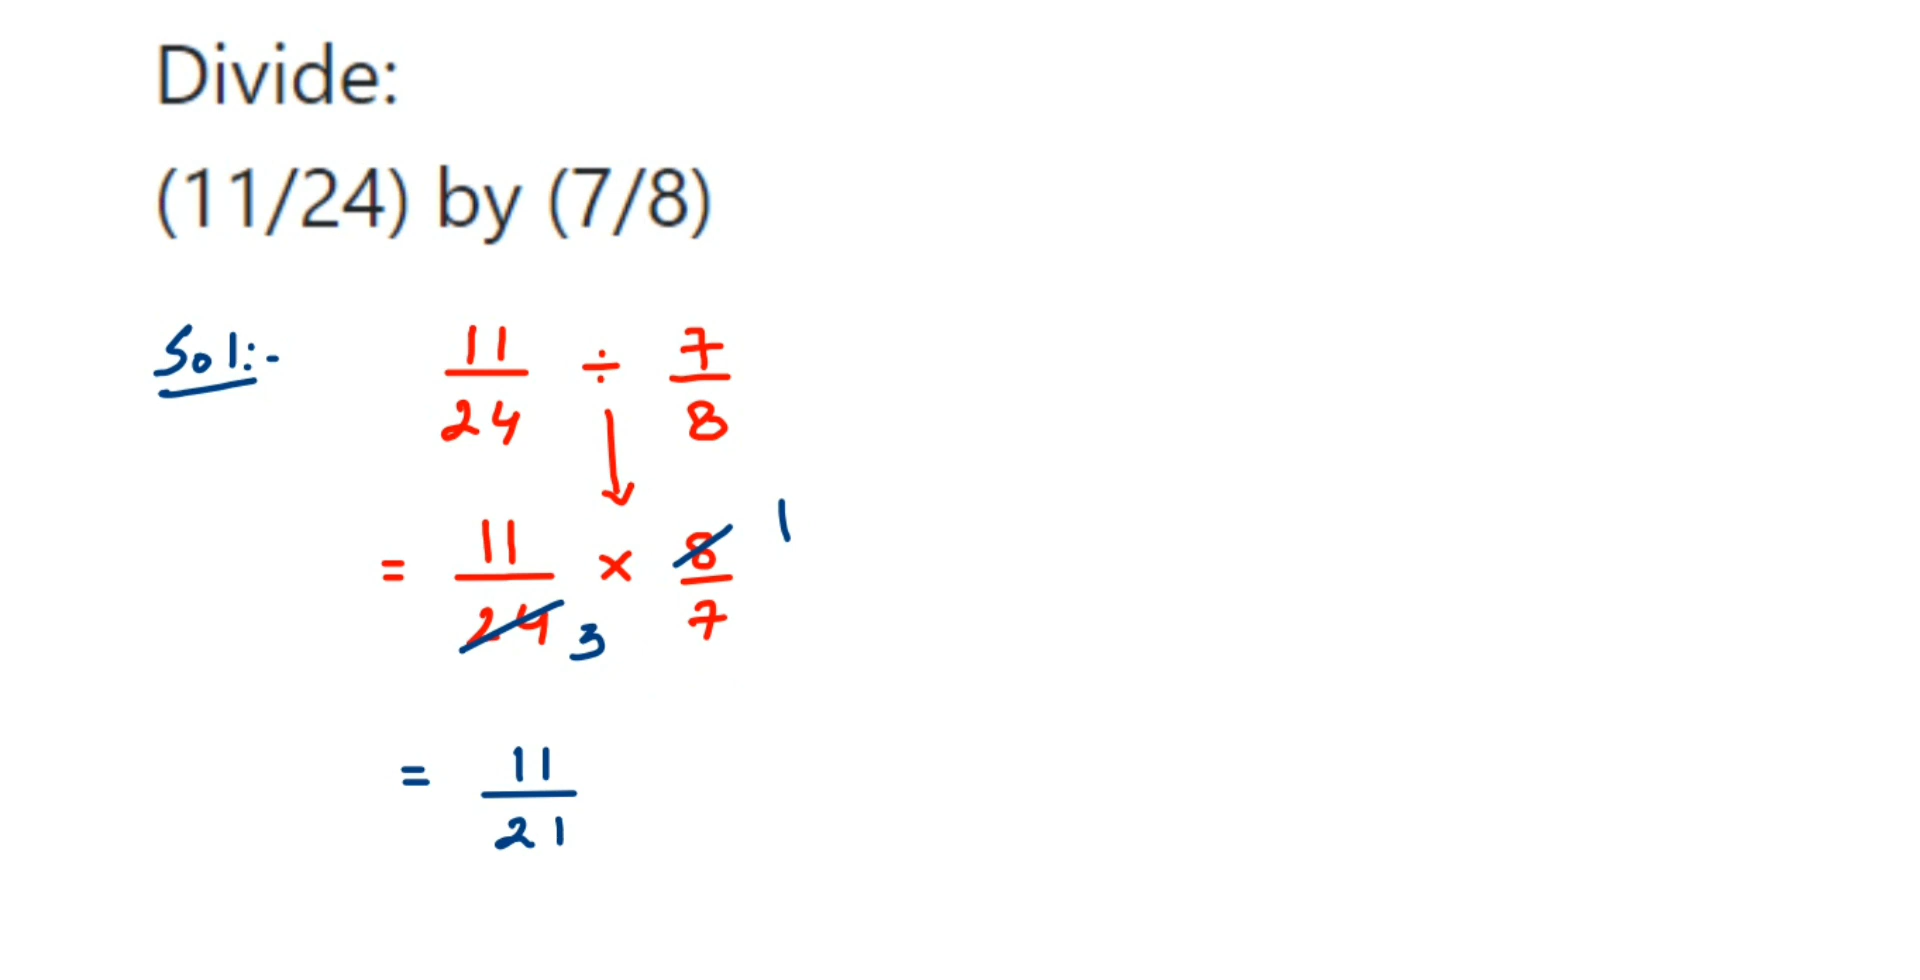 Divide:
(11/24) by (7/8)
Sol:-
11/24 ÷ 7/8
= 11/24 3 × 8/7 1
= 11/21